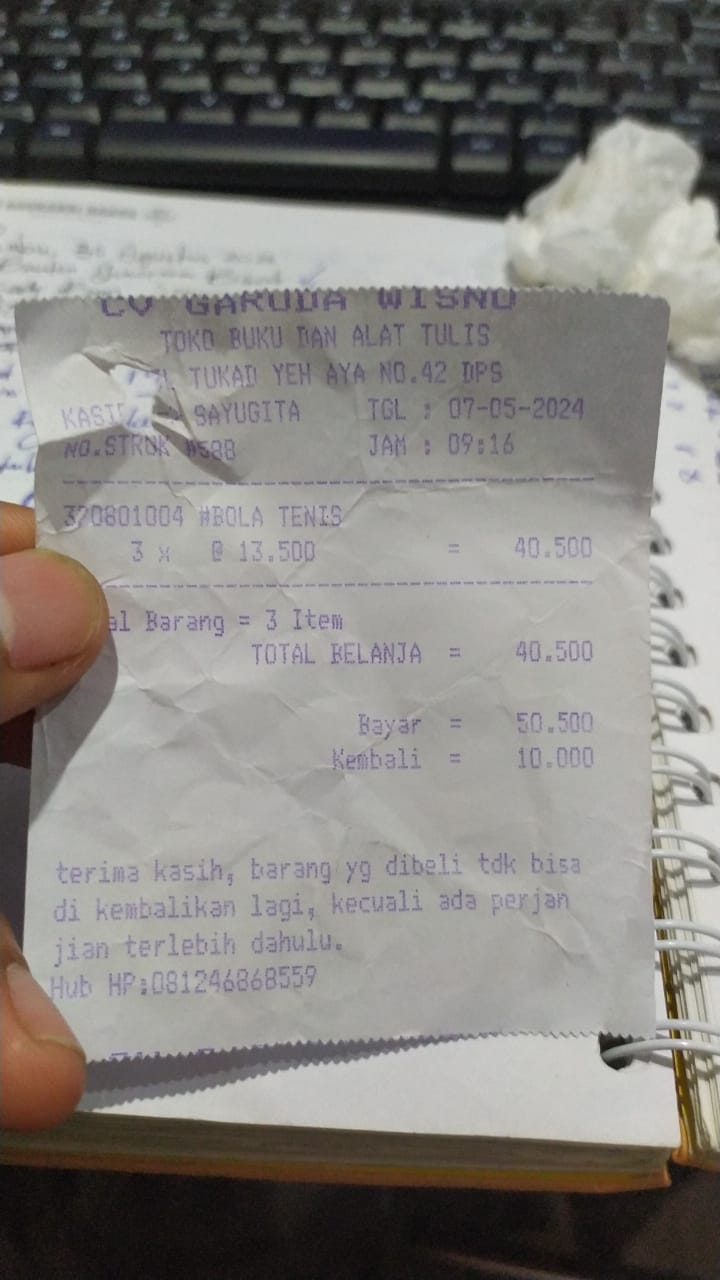 CV GARUDA WISNU
TOKO BUKU DAN ALAT TULIS
TUKAD YEH AYA NO.42 DPS
SAYUGITA TGL : 07-05-2024
NO.STRUK #588 JAM : 09:16
320801004 #BOLA TENIS
3 x @ 13.500 = 40.500
al Barang = 3 Item
TOTAL BELANJA = 40.500
Bayar = 50.500
Kembali = 10.000
terima kasih, barang yg dibeli tdk bisa
di kembalikan lagi, kecuali ada perjan
jian terlebih dahulu.
Hub HP:081246868559